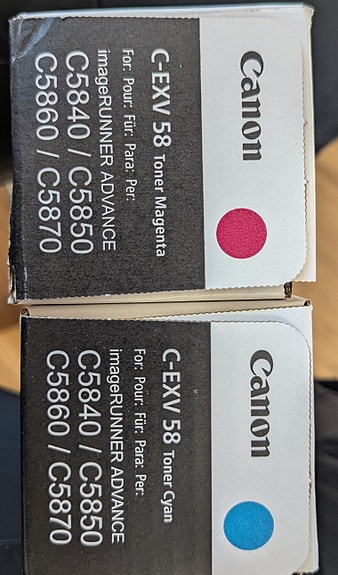 Canon
C-EXV 58 Toner Magenta
For: Pour: Für: Para: Per:
imageRUNNER ADVANCE
C5840 / C5850
C5860 / C5870
Canon
C-EXV 58 Toner Cyan
For: Pour: Für: Para: Per:
imageRUNNER ADVANCE
C5840 / C5850
C5860 / C5870